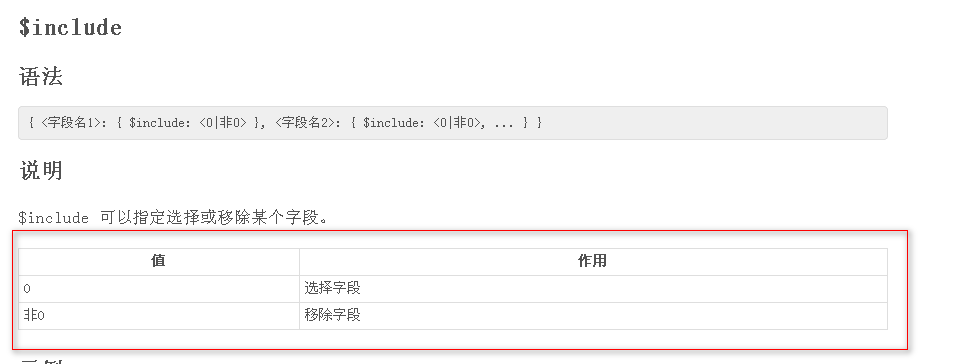 $include
语法
{ <字段名1>: { $include: <0|非0> }, <字段名2>: { $include: <0|非0>, ... } }
说明
$include 可以指定选择或移除某个字段。
值 作用
0 选择字段
非0 移除字段